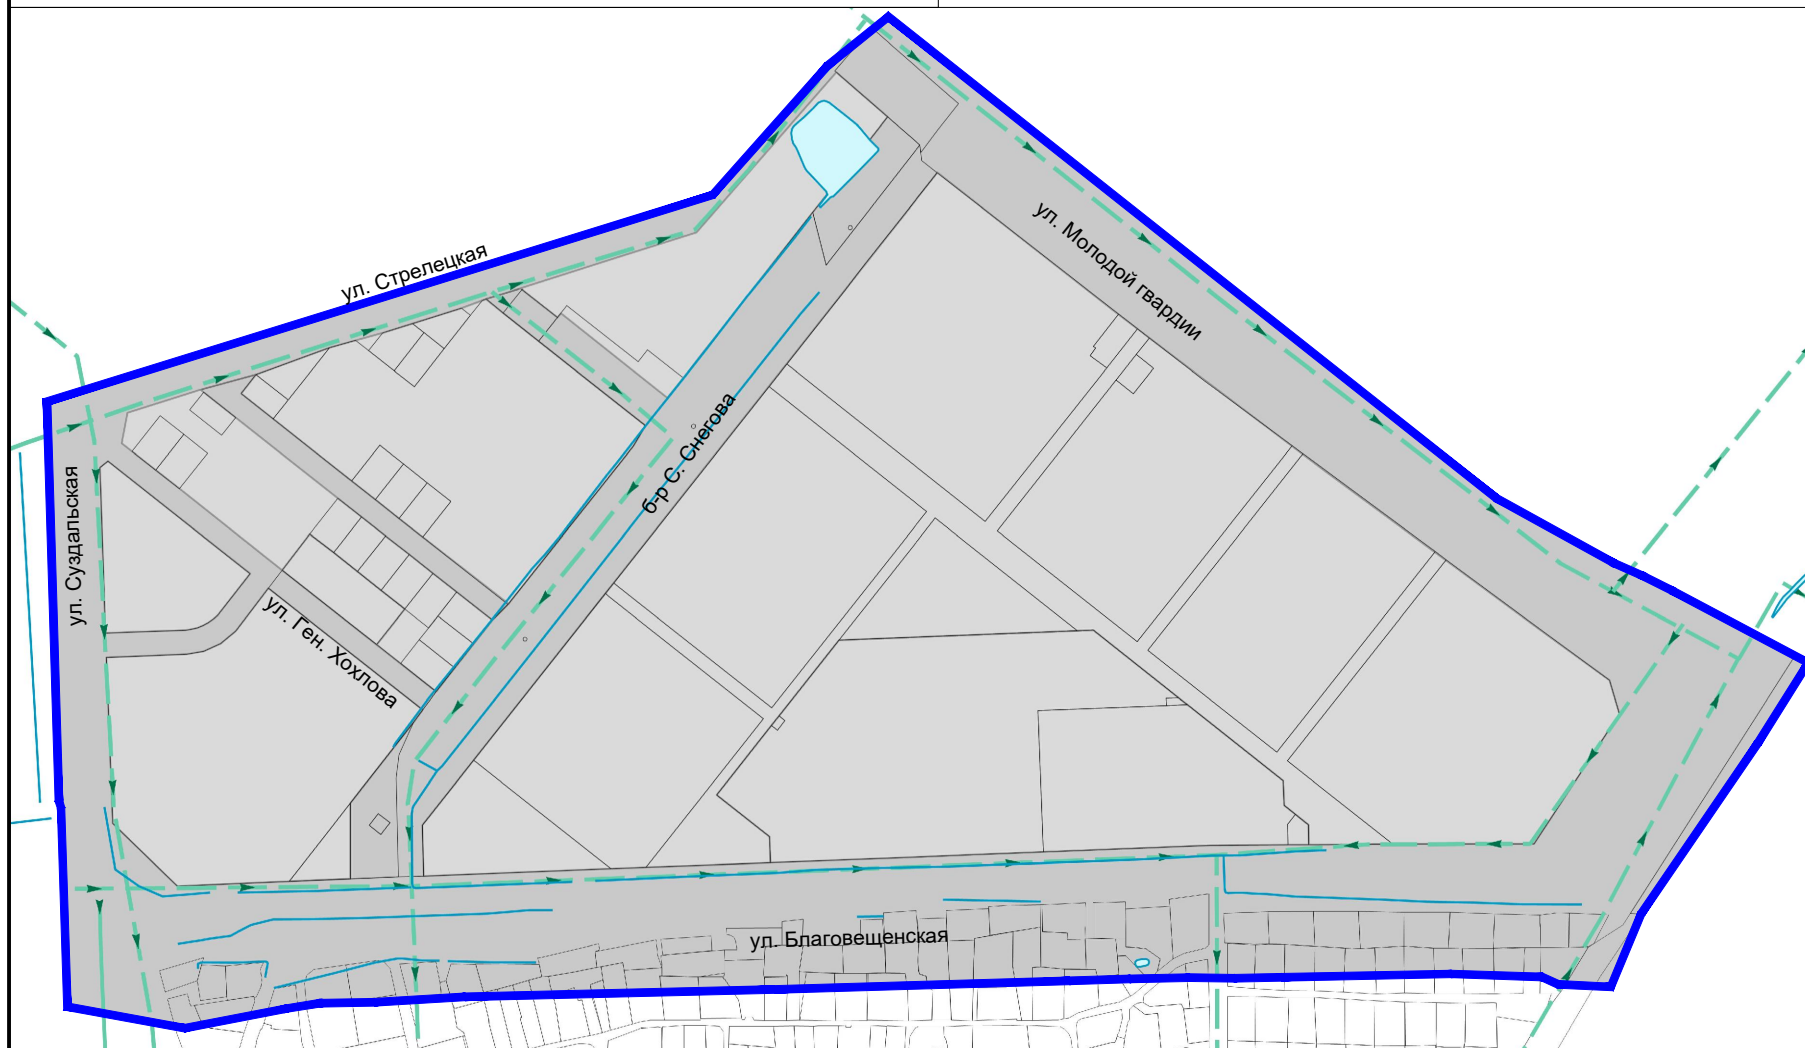 ул. Стрелецкая
ул. Молодой гвардии
б-р С. Снегова
ул. Суздальская
ул. Ген. Хохлова
ул. Благовещенская